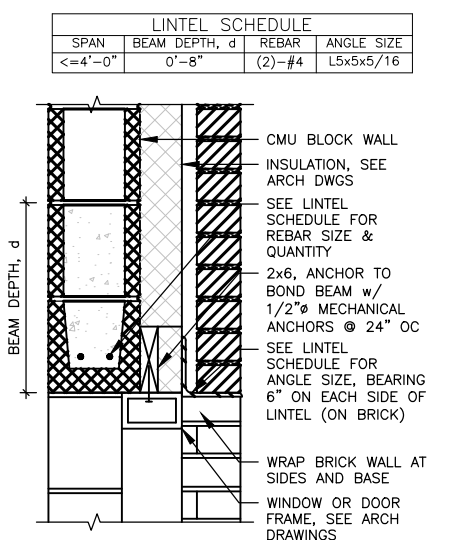 LINTEL SCHEDULE
SPAN BEAM DEPTH, d REBAR ANGLE SIZE
<=4'-0" 0'-8" (2)-#4 L5x5x5/16
CMU BLOCK WALL
INSULATION, SEE
ARCH DWGS
SEE LINTEL
SCHEDULE FOR
REBAR SIZE &
QUANTITY
2x6, ANCHOR TO
BOND BEAM w/
1/2"ø MECHANICAL
ANCHORS @ 24" OC
SEE LINTEL
SCHEDULE FOR
ANGLE SIZE, BEARING
6" ON EACH SIDE OF
LINTEL (ON BRICK)
WRAP BRICK WALL AT
SIDES AND BASE
WINDOW OR DOOR
FRAME, SEE ARCH
DRAWINGS
BEAM DEPTH, d